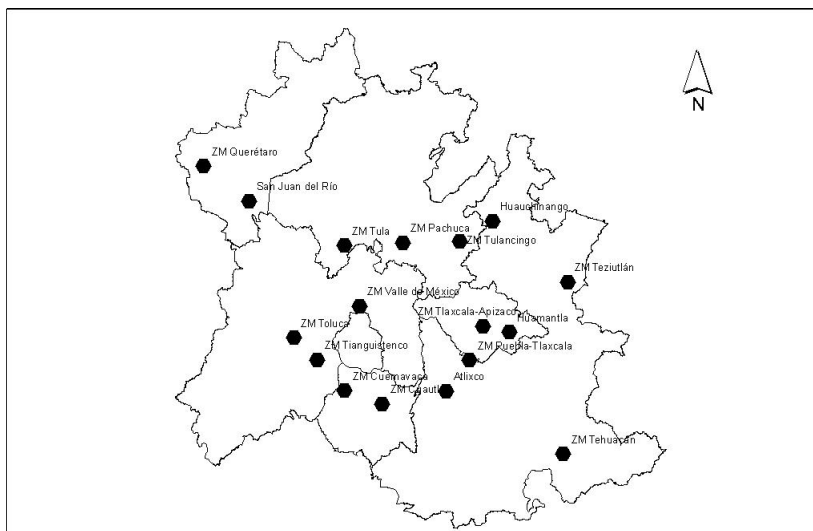 N
ZM Querétaro
San Juan del Río
Huauchinango
ZM Tula
ZM Pachuca
ZM Tulancingo
ZM Teziutlán
ZM Valle de México
ZM Tlaxcala-Apizaco
Huamantla
ZM Toluca
ZM Tianguistenco
ZM Puebla-Tlaxcala
ZM Cuernavaca
ZM Cuautla
Atlixco
ZM Tehuacán